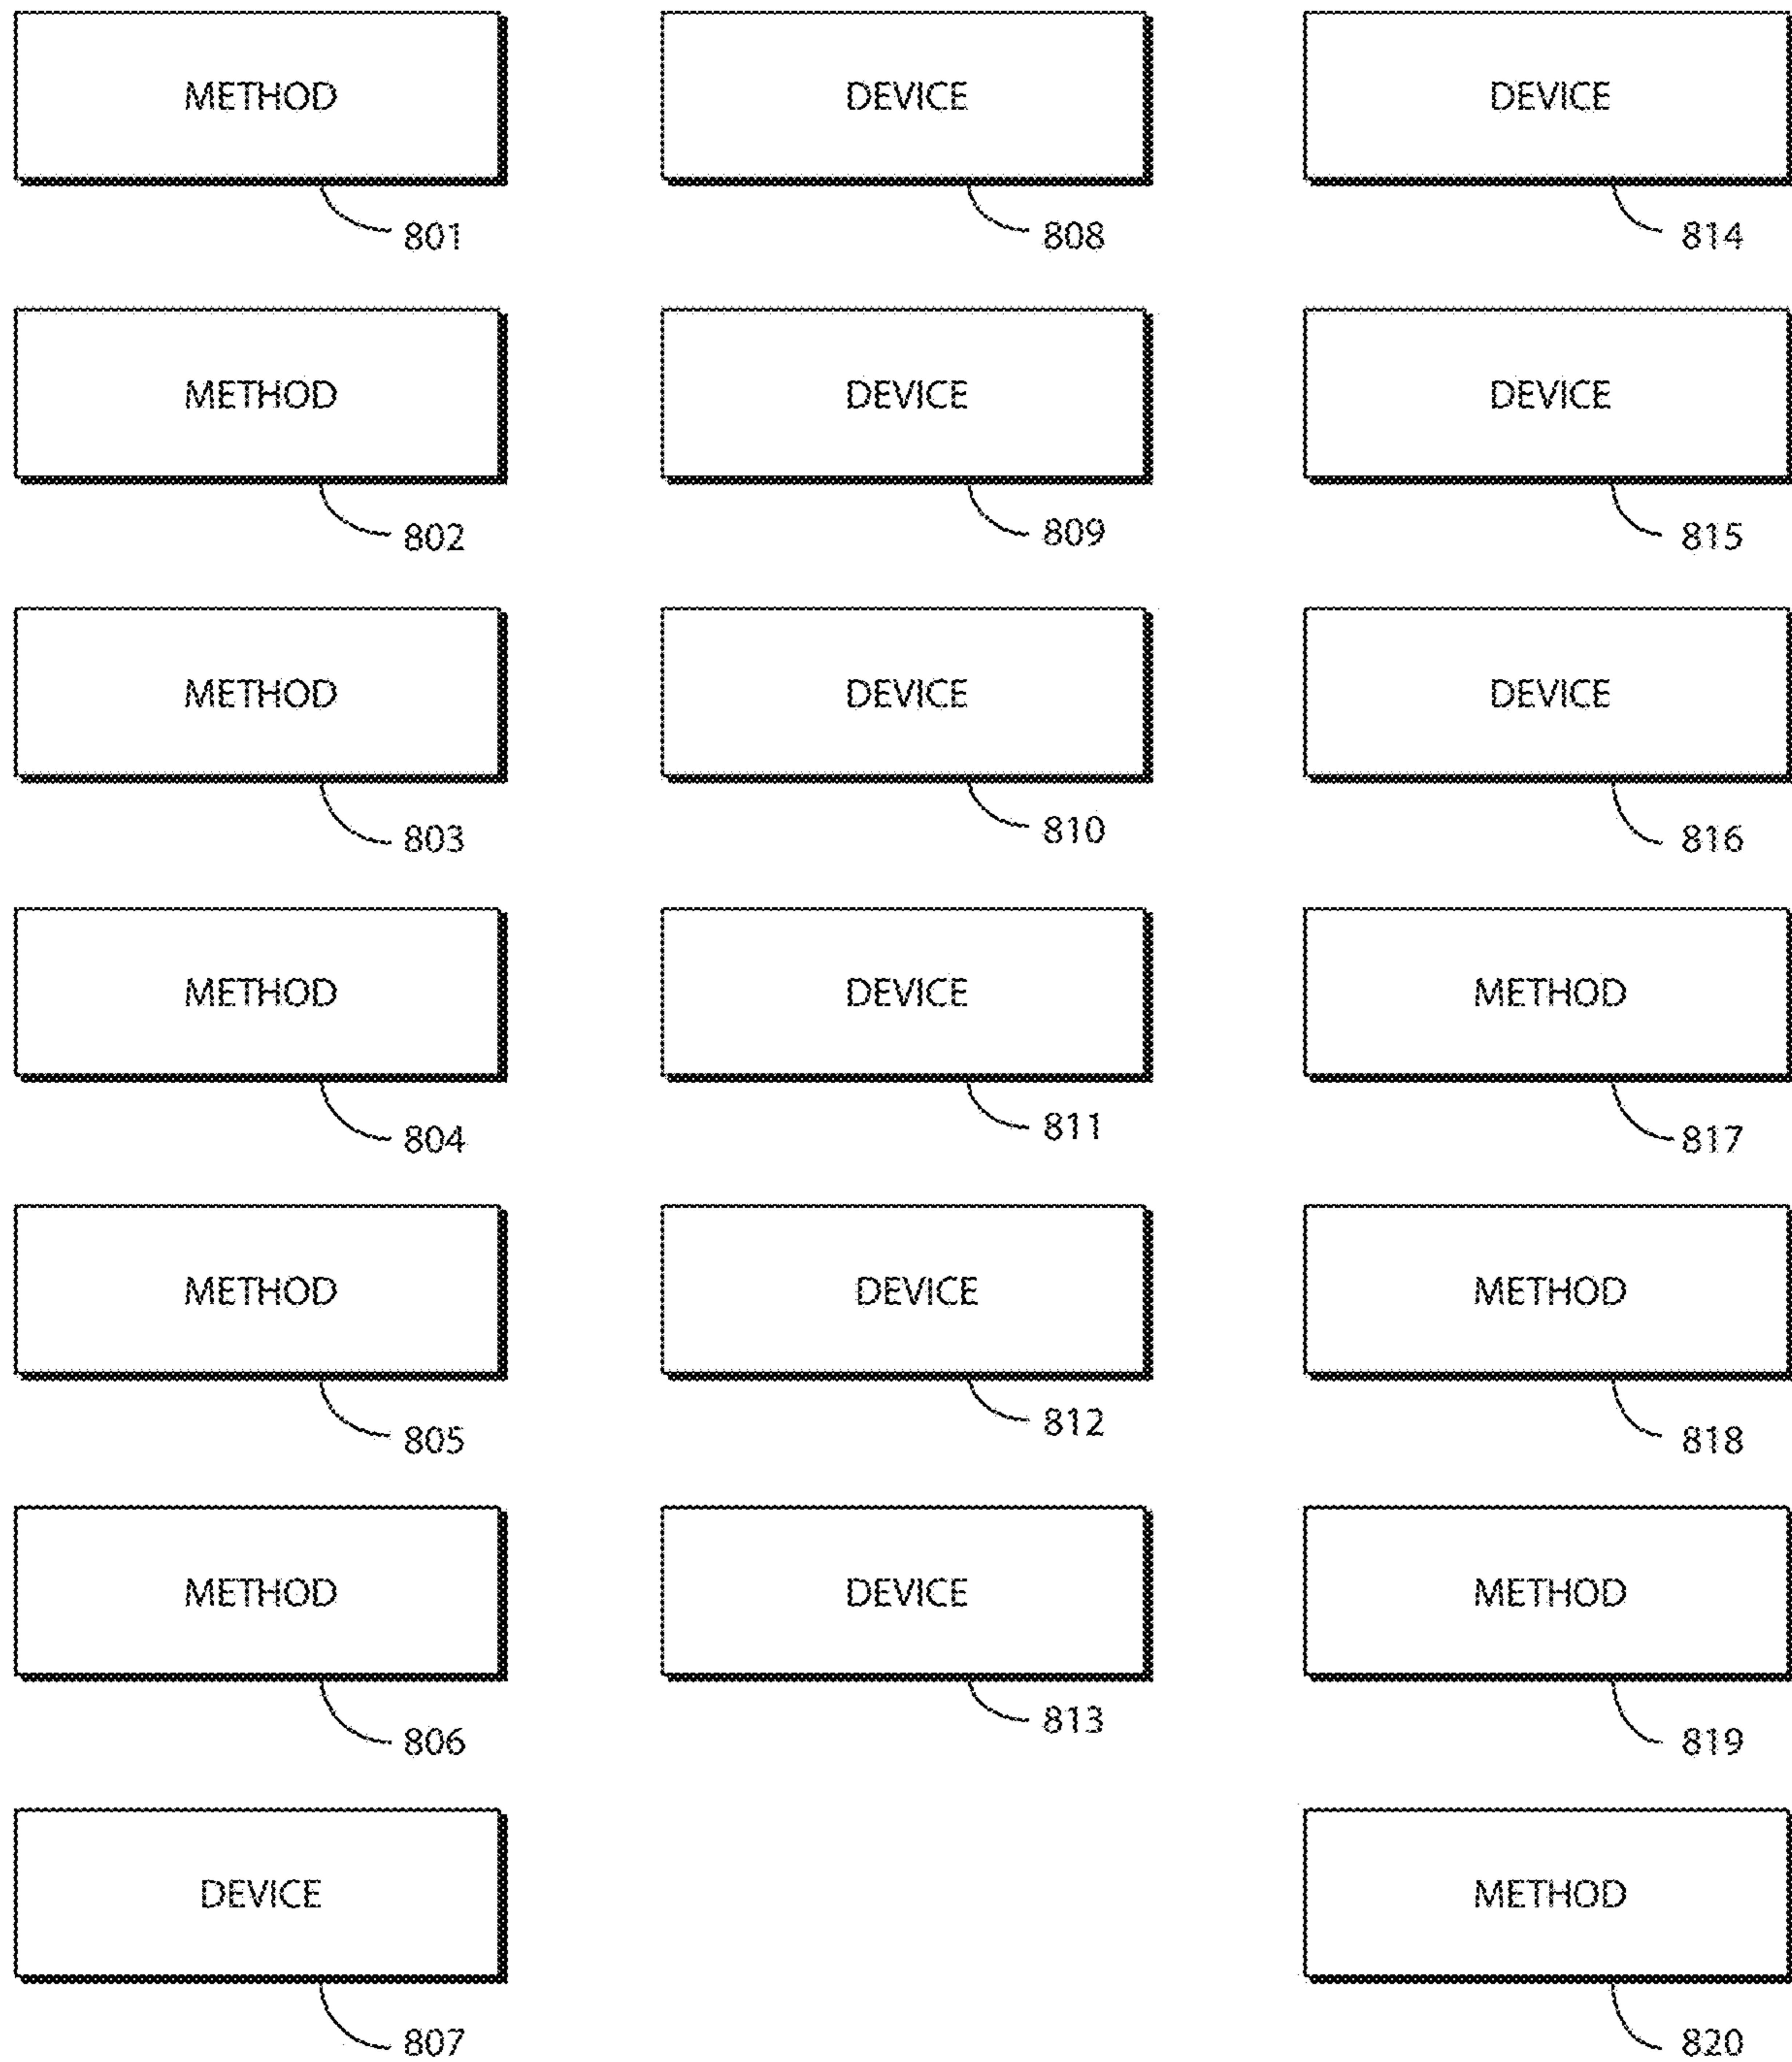 METHOD
801
METHOD
802
METHOD
803
METHOD
804
METHOD
805
METHOD
806
DEVICE
807
DEVICE
808
DEVICE
809
DEVICE
810
DEVICE
811
DEVICE
812
DEVICE
813
DEVICE
814
DEVICE
815
DEVICE
816
METHOD
817
METHOD
818
METHOD
819
METHOD
820